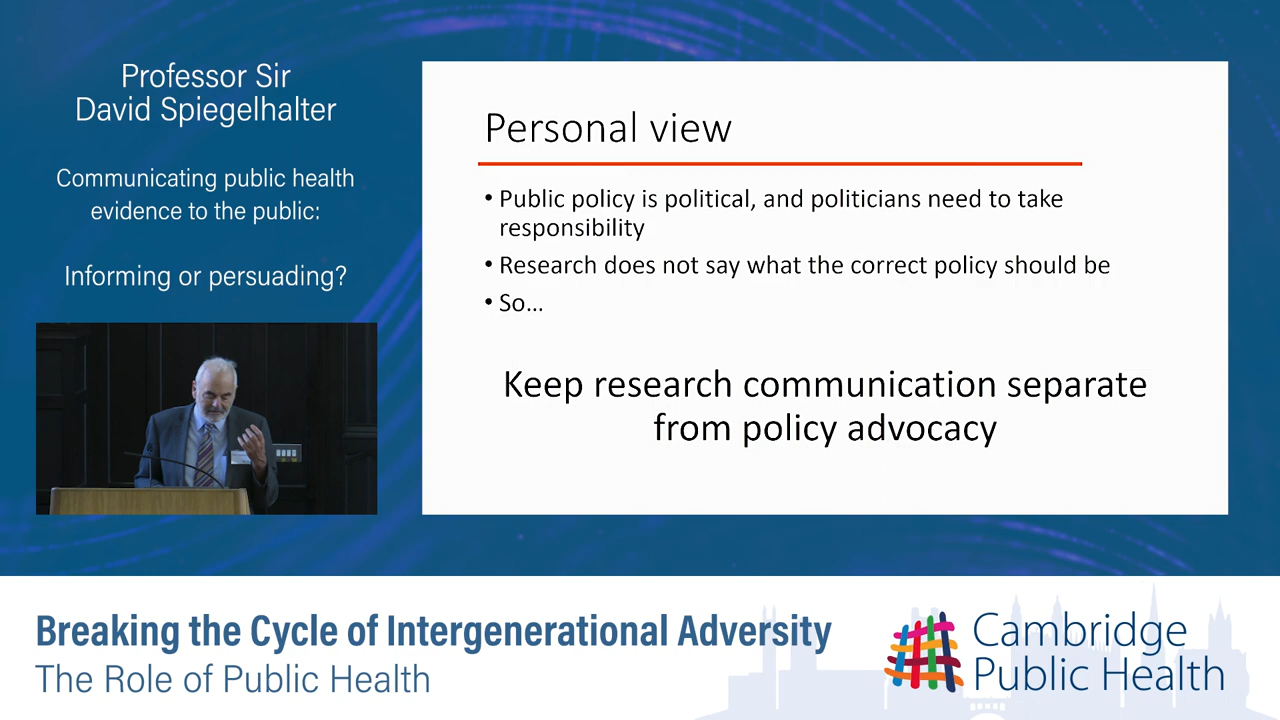 Professor Sir
David Spiegelhalter
Communicating public health
evidence to the public:
Informing or persuading?
Personal view
• Public policy is political, and politicians need to take
responsibility
• Research does not say what the correct policy should be
• So...
Keep research communication separate
from policy advocacy
Breaking the Cycle of Intergenerational Adversity
The Role of Public Health
Cambridge
Public Health